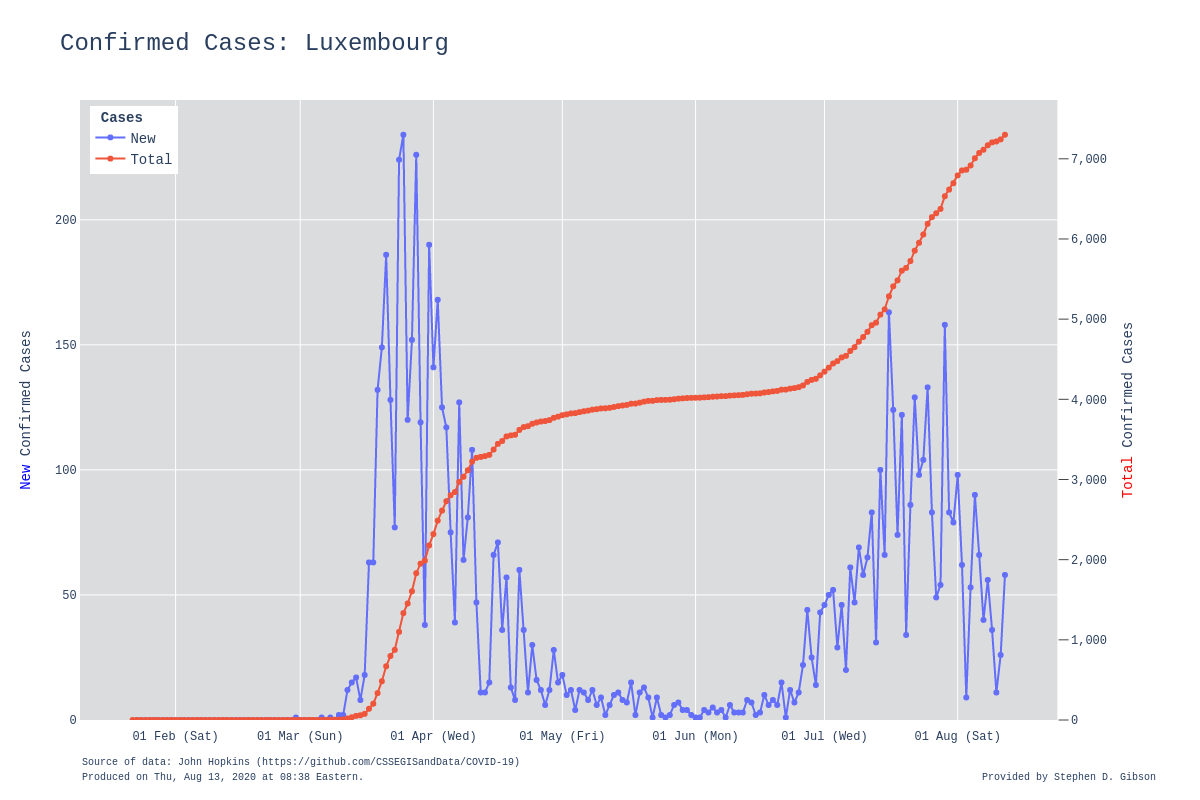 Confirmed Cases: Luxembourg
Cases
New
Total
200
150
100
50
0
7,000
6,000
5,000
4,000
3,000
2,000
1,000
0
New Confirmed Cases
Total Confirmed Cases
01 Feb (Sat) 01 Mar (Sun) 01 Apr (Wed) 01 May (Fri) 01 Jun (Mon) 01 Jul (Wed) 01 Aug (Sat)
Source of data: John Hopkins (https://github.com/CSSEGISandData/COVID-19)
Produced on Thu, Aug 13, 2020 at 08:38 Eastern.
Provided by Stephen D. Gibson